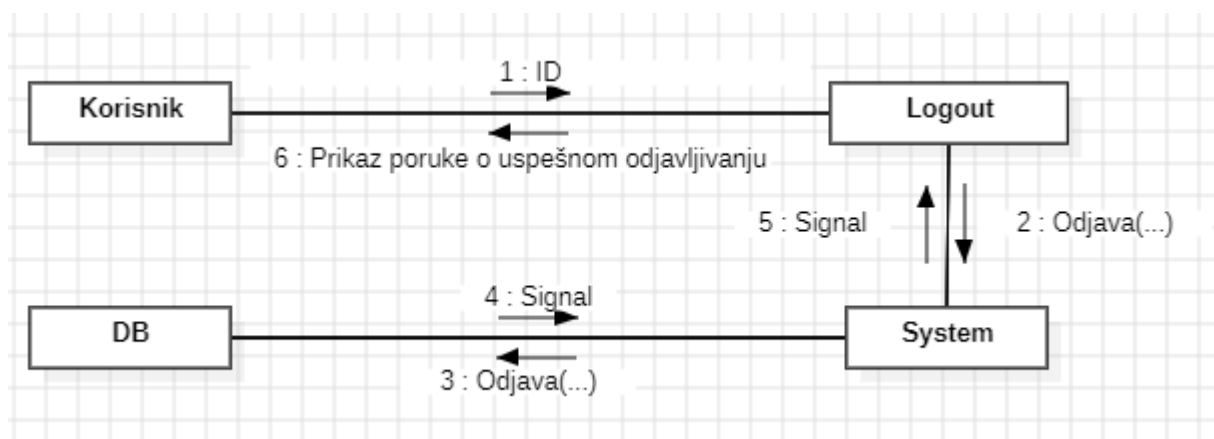 1 : ID
Korisnik
Logout
6 : Prikaz poruke o uspešnom odjavljivanju
5 : Signal
2 : Odjava(...)
4 : Signal
DB
System
3 : Odjava(...)